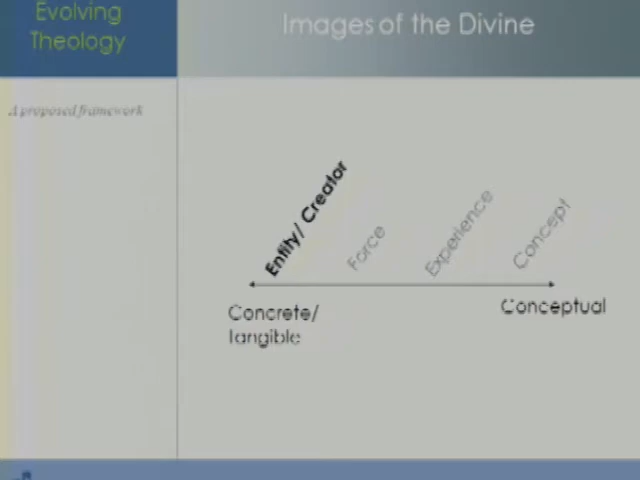 Evolving
Theology
Images of the Divine
A proposed framework
Entity/ Creator
Force
Experience
Concept
Concrete/
Tangible
Conceptual